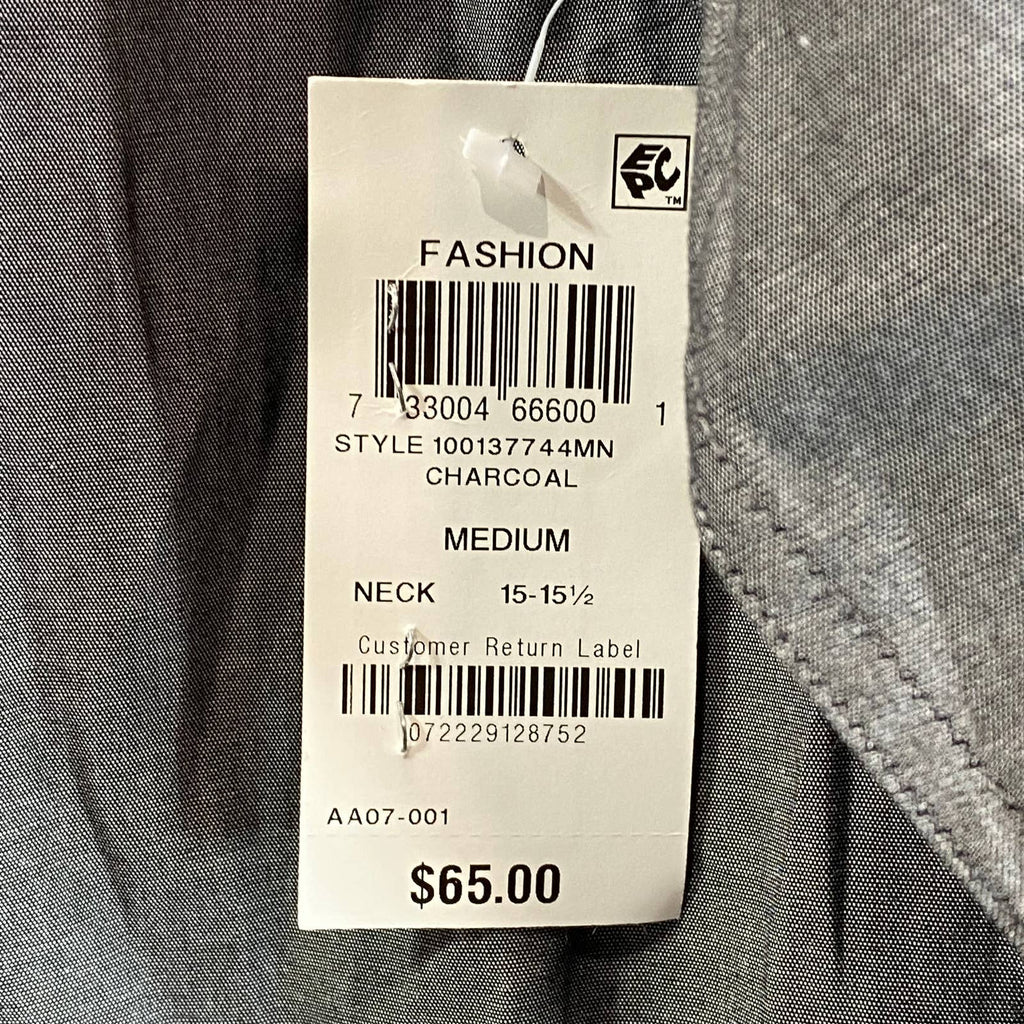 EPC
TM
FASHION
7 33004 66600 1
STYLE 100137744MN
CHARCOAL
MEDIUM
NECK 15-15½
Customer Return Label
072229128752
AA07-001
$65.00